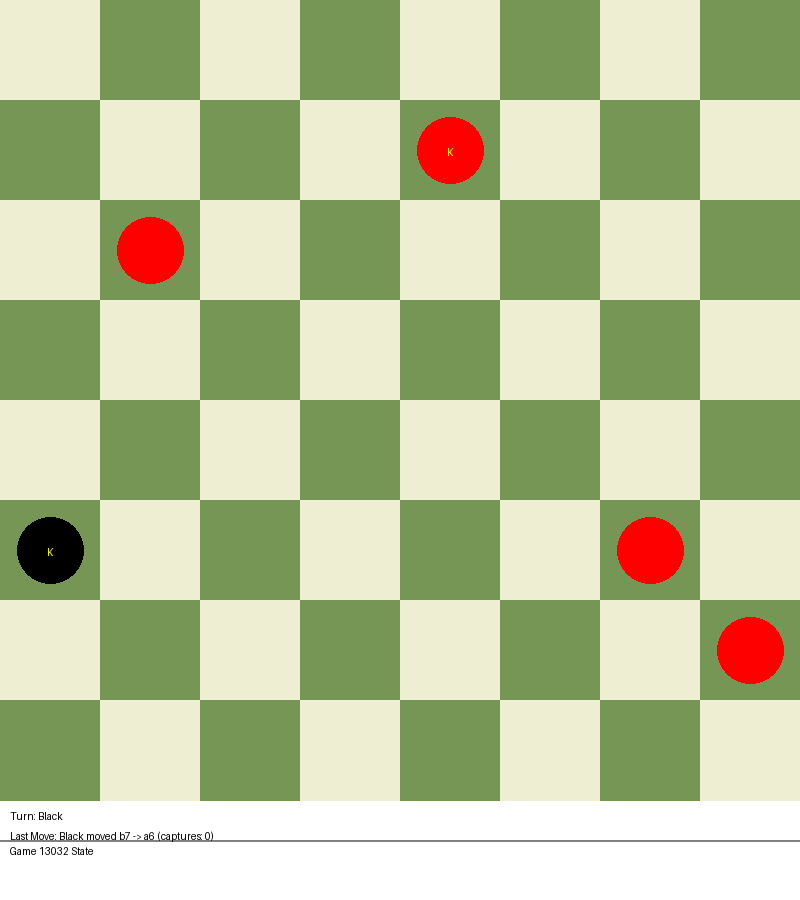 K
K
Turn: Black
Last Move: Black moved b7 -> a6 (captures: 0)
Game 13032 State